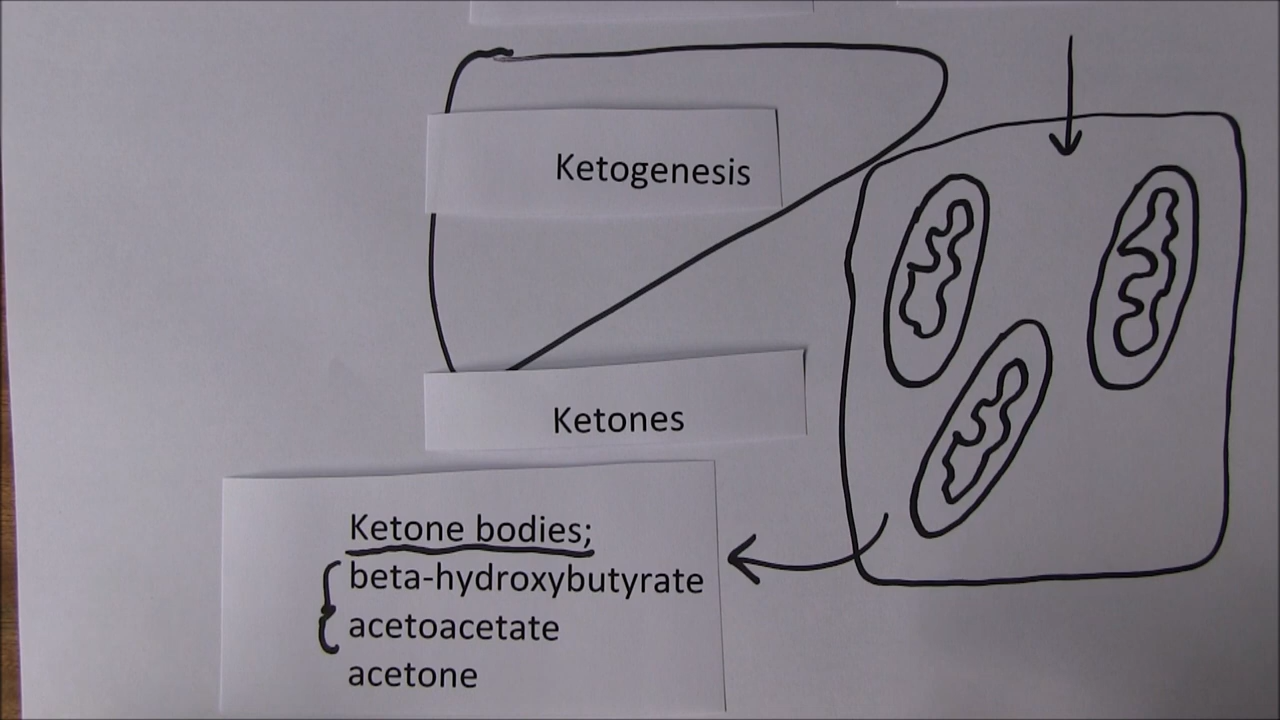 Ketogenesis
Ketones
Ketone bodies;
beta-hydroxybutyrate
acetoacetate
acetone